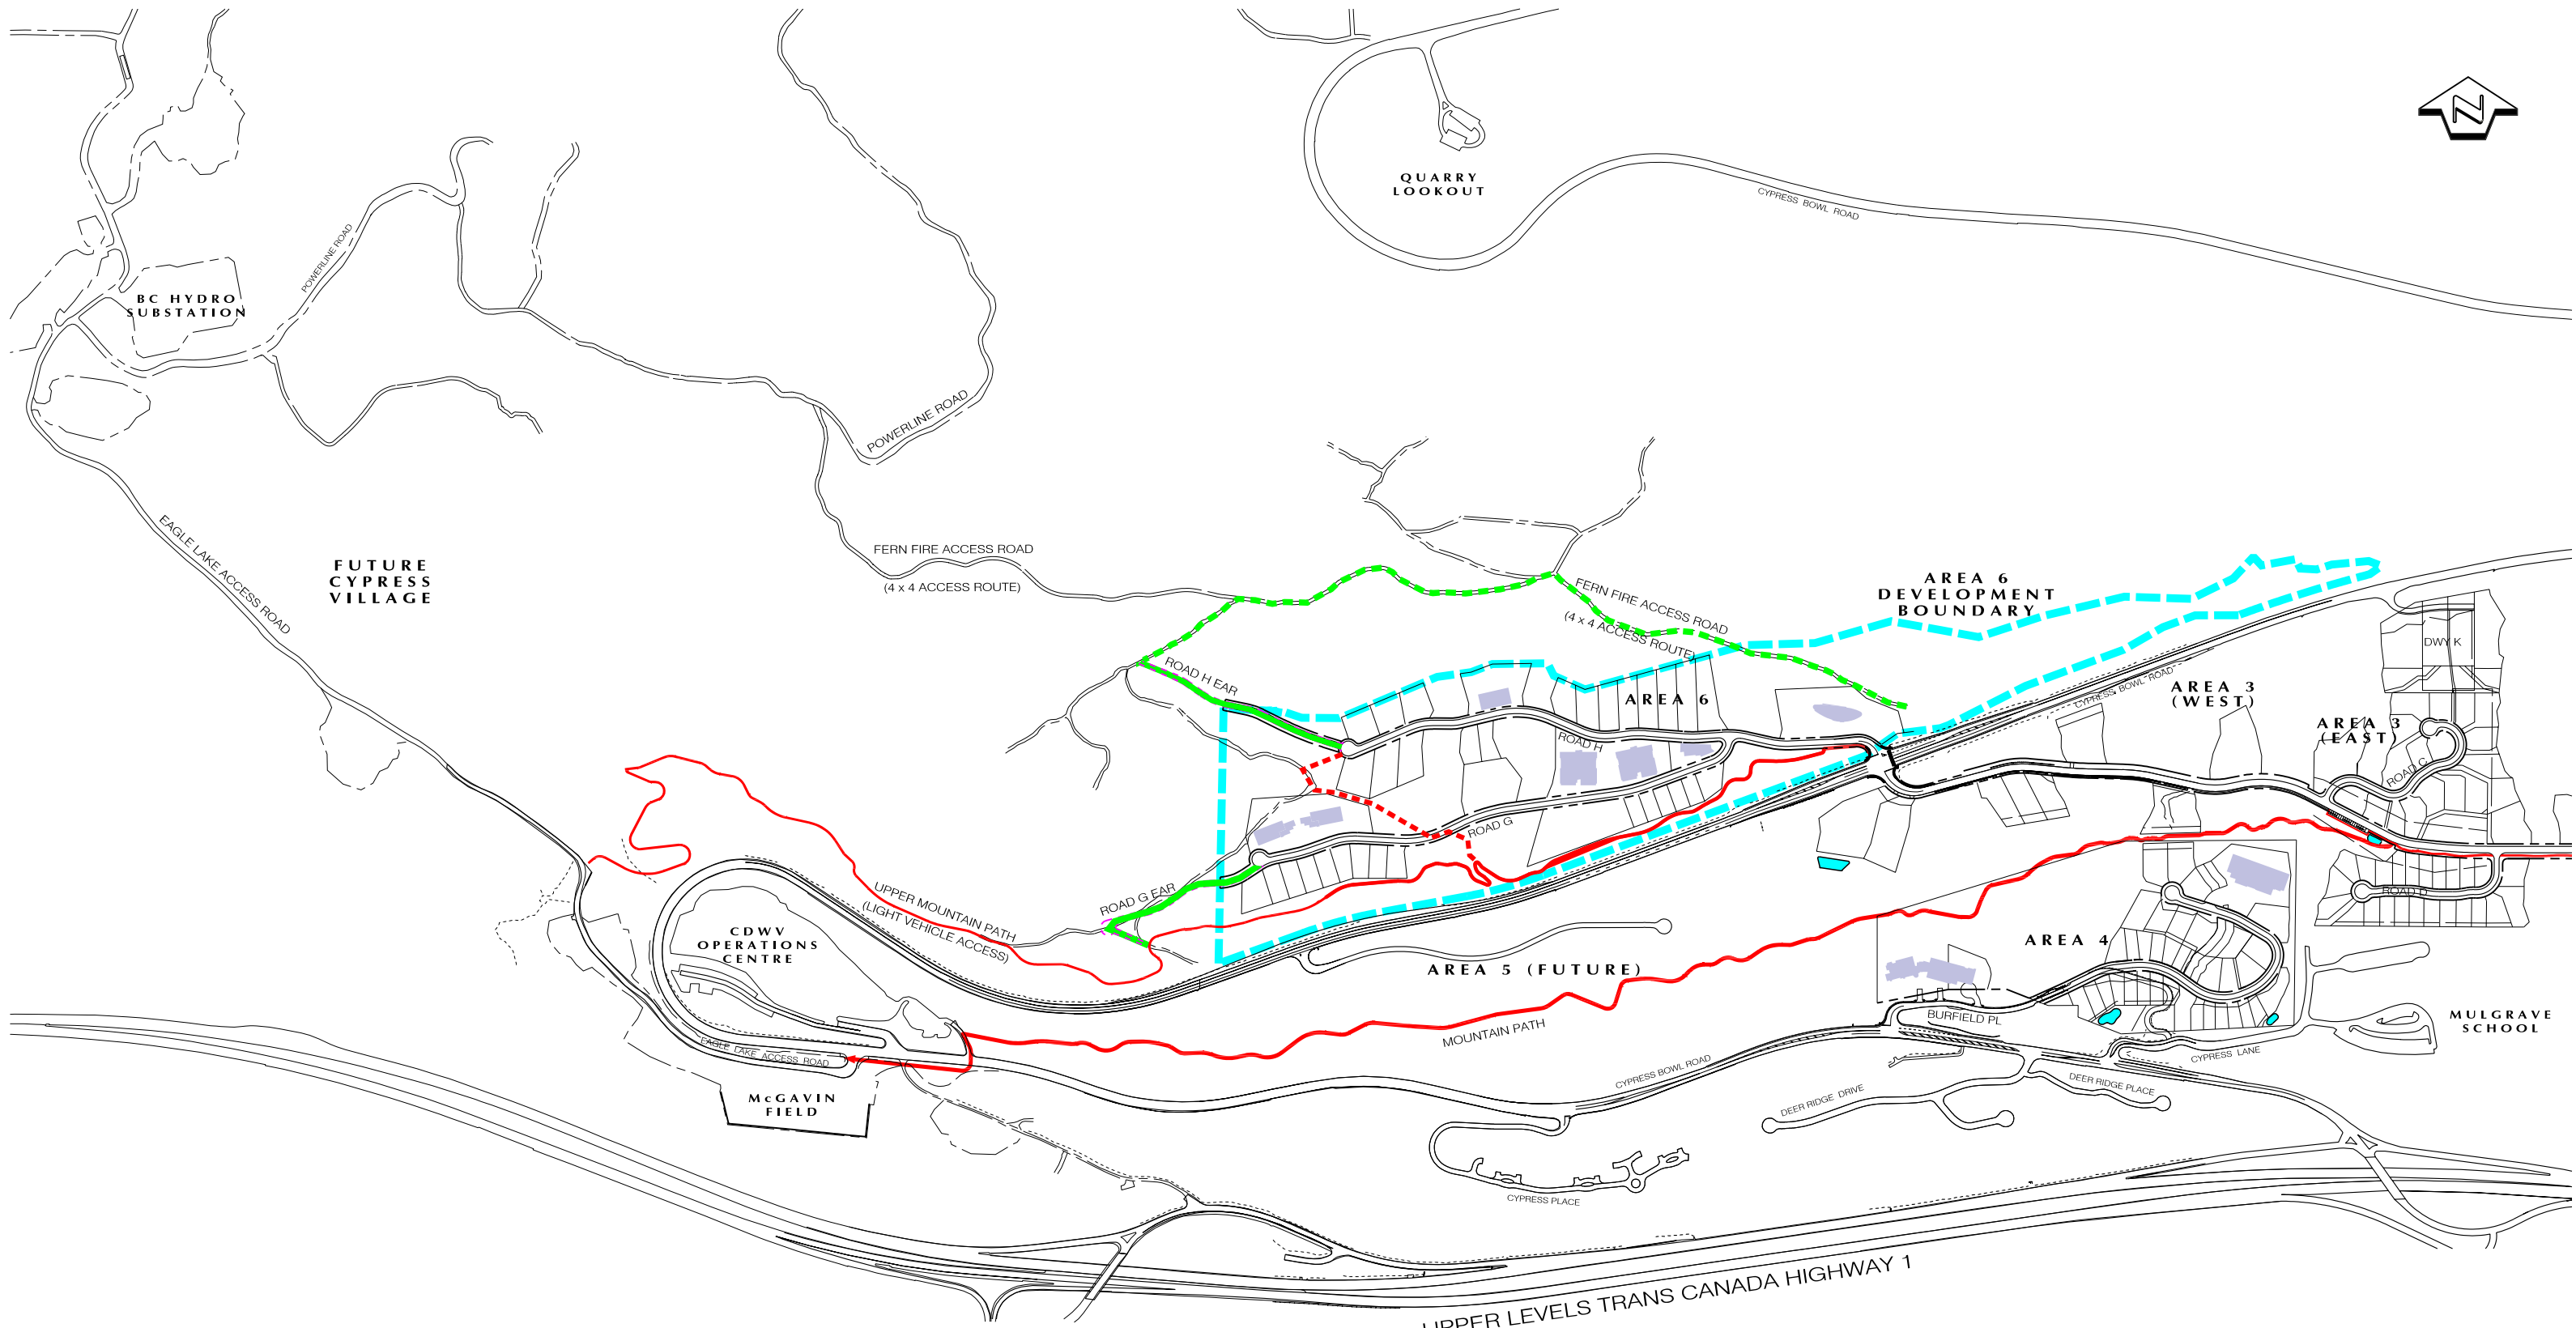 N
QUARRY
LOOKOUT
CYPRESS BOWL ROAD
POWERLINE ROAD
BC HYDRO
SUBSTATION
POWERLINE ROAD
EAGLE LAKE ACCESS ROAD
FUTURE
CYPRESS
VILLAGE
FERN FIRE ACCESS ROAD
(4 x 4 ACCESS ROUTE)
FERN FIRE ACCESS ROAD
(4 x 4 ACCESS ROUTE)
AREA 6
DEVELOPMENT
BOUNDARY
DWY K
ROAD H EAR
AREA 6
CYPRESS BOWL ROAD
AREA 3
(WEST)
AREA 3
(EAST)
ROAD C
ROAD H
ROAD G
ROAD G EAR
UPPER MOUNTAIN PATH
(LIGHT VEHICLE ACCESS)
ROAD D
CDWV
OPERATIONS
CENTRE
AREA 4
AREA 5 (FUTURE)
MOUNTAIN PATH
BURFIELD PL
MULGRAVE
SCHOOL
EAGLE LAKE ACCESS ROAD
CYPRESS LANE
CYPRESS BOWL ROAD
DEER RIDGE PLACE
DEER RIDGE DRIVE
McGAVIN
FIELD
CYPRESS PLACE
UPPER LEVELS TRANS CANADA HIGHWAY 1